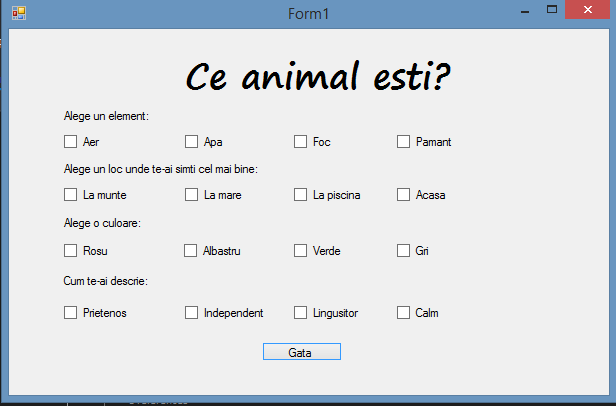 Form1
Ce animal esti?
Alege un element:
Aer Apa Foc Pamant
Alege un loc unde te-ai simti cel mai bine:
La munte La mare La piscina Acasa
Alege o culoare:
Rosu Albastru Verde Gri
Cum te-ai descrie:
Prietenos Independent Lingusitor Calm
Gata